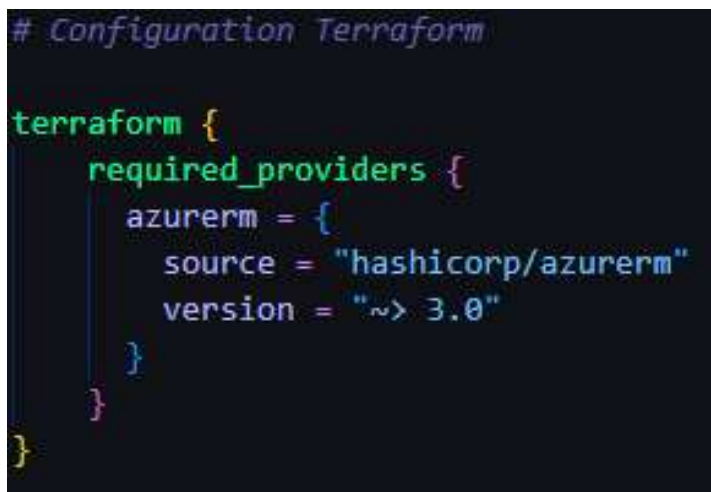 # Configuration Terraform
terraform {
required_providers {
azurerm = {
source = "hashicorp/azurerm"
version = "~> 3.0"
}
}
}